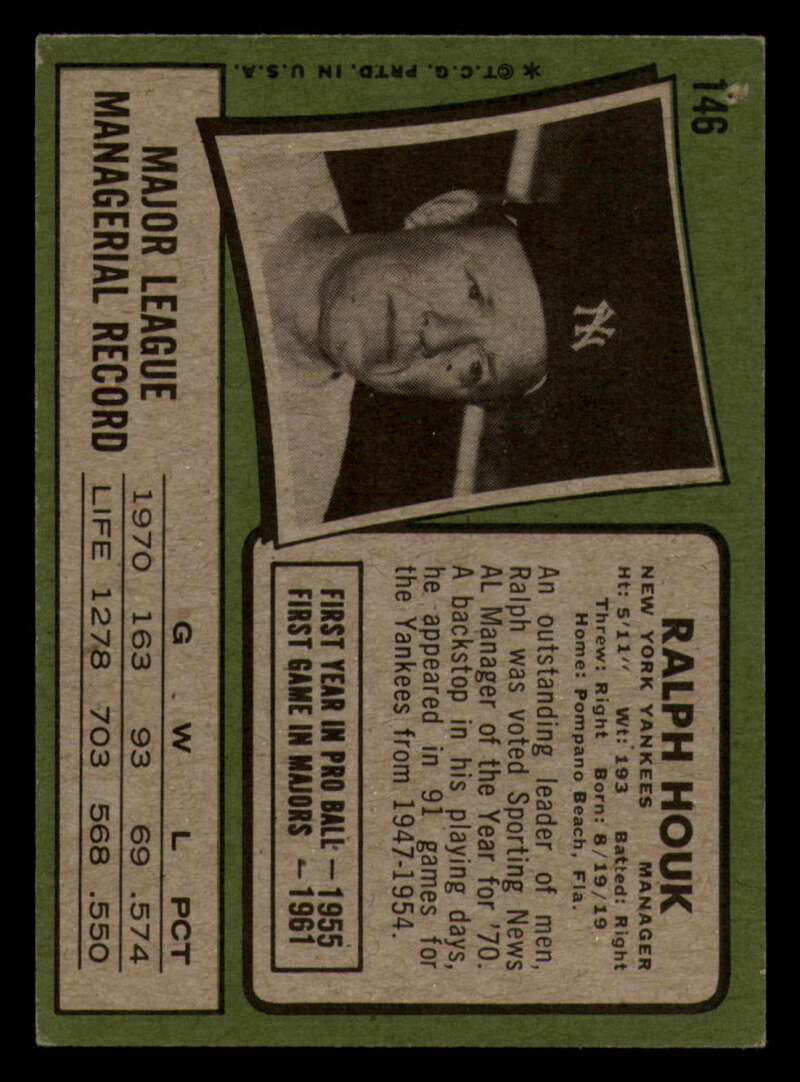 146
* ©T.C.G. PRTD. IN U.S.A.
NY
RALPH HOUK
NEW YORK YANKEES MANAGER
Ht: 5'11" Wt: 193 Batted: Right
Threw: Right Born: 8/19/19
Home: Pompano Beach, Fla.
An outstanding leader of men,
Ralph was voted Sporting News
AL Manager of the Year for '70.
A backstop in his playing days,
he appeared in 91 games for
the Yankees from 1947-1954.
FIRST YEAR IN PRO BALL — 1955
FIRST GAME IN MAJORS — 1961
MAJOR LEAGUE
MANAGERIAL RECORD
G W L PCT
1970 163 93 69 .574
LIFE 1278 703 568 .550